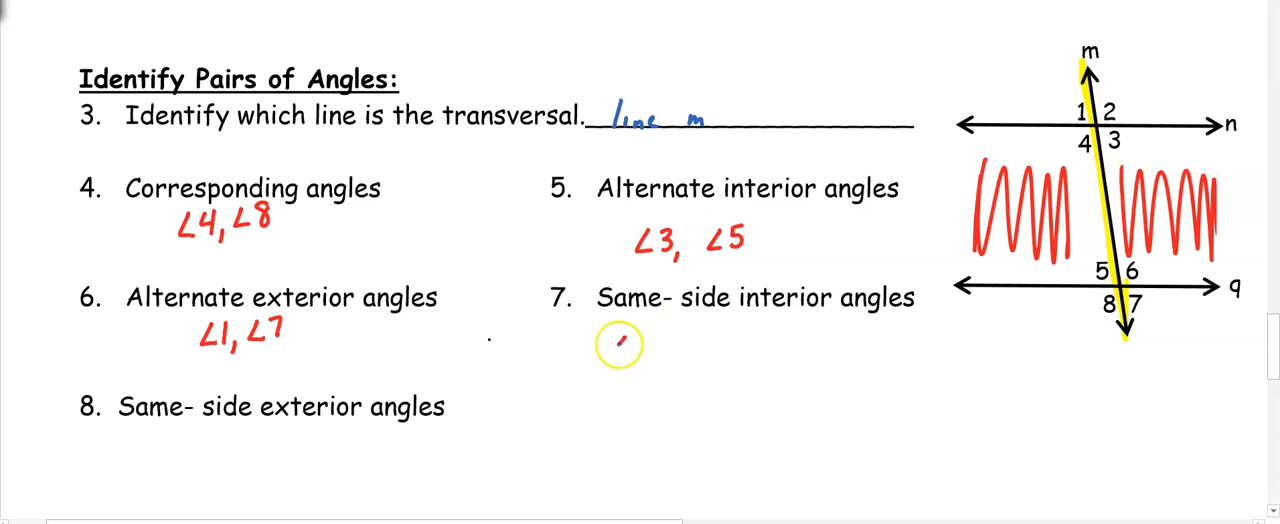 Identify Pairs of Angles:
3. Identify which line is the transversal. line m
4. Corresponding angles
∠4, ∠8
5. Alternate interior angles
∠3, ∠5
6. Alternate exterior angles
∠1, ∠7
7. Same- side interior angles
8. Same- side exterior angles
m
1 2
n
4 3
5 6
q
8 7